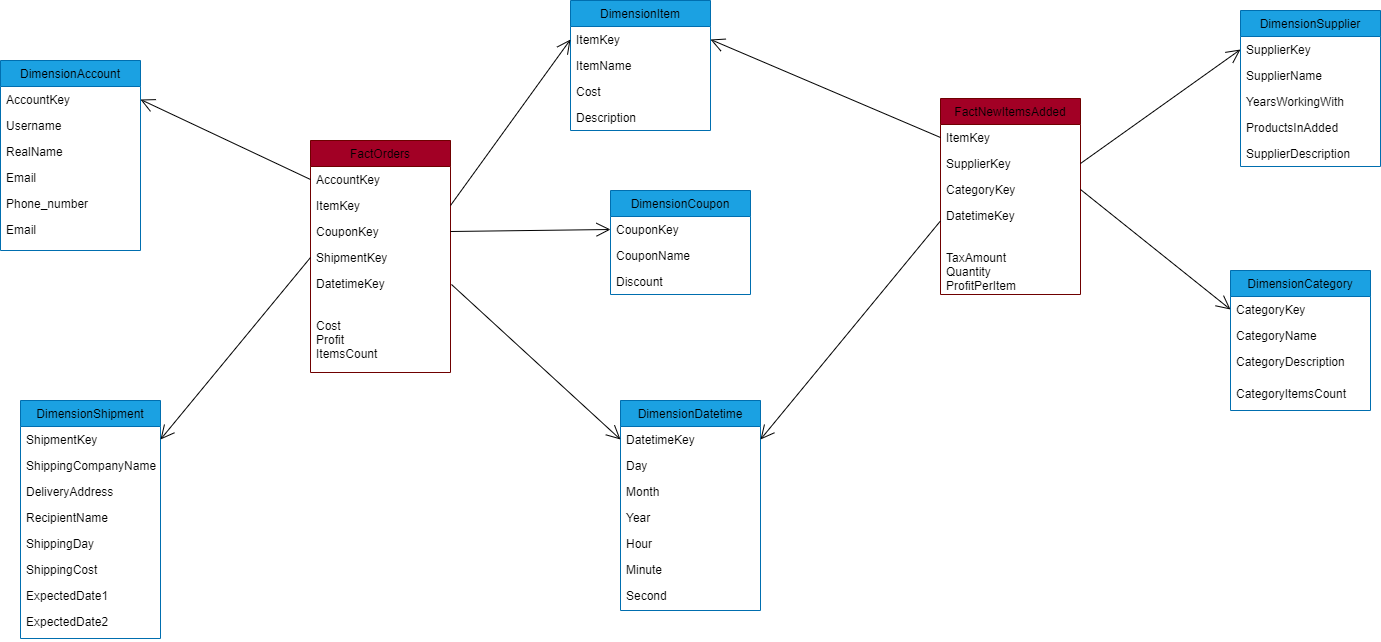 DimensionItem
ItemKey
ItemName
Cost
Description
DimensionSupplier
SupplierKey
SupplierName
YearsWorkingWith
ProductsInAdded
SupplierDescription
DimensionAccount
AccountKey
Username
RealName
Email
Phone_number
Email
FactNewItemsAdded
ItemKey
SupplierKey
CategoryKey
DatetimeKey
TaxAmount
Quantity
ProfitPerItem
FactOrders
AccountKey
ItemKey
CouponKey
ShipmentKey
DatetimeKey
Cost
Profit
ItemsCount
DimensionCoupon
CouponKey
CouponName
Discount
DimensionCategory
CategoryKey
CategoryName
CategoryDescription
CategoryItemsCount
DimensionShipment
ShipmentKey
ShippingCompanyName
DeliveryAddress
RecipientName
ShippingDay
ShippingCost
ExpectedDate1
ExpectedDate2
DimensionDatetime
DatetimeKey
Day
Month
Year
Hour
Minute
Second